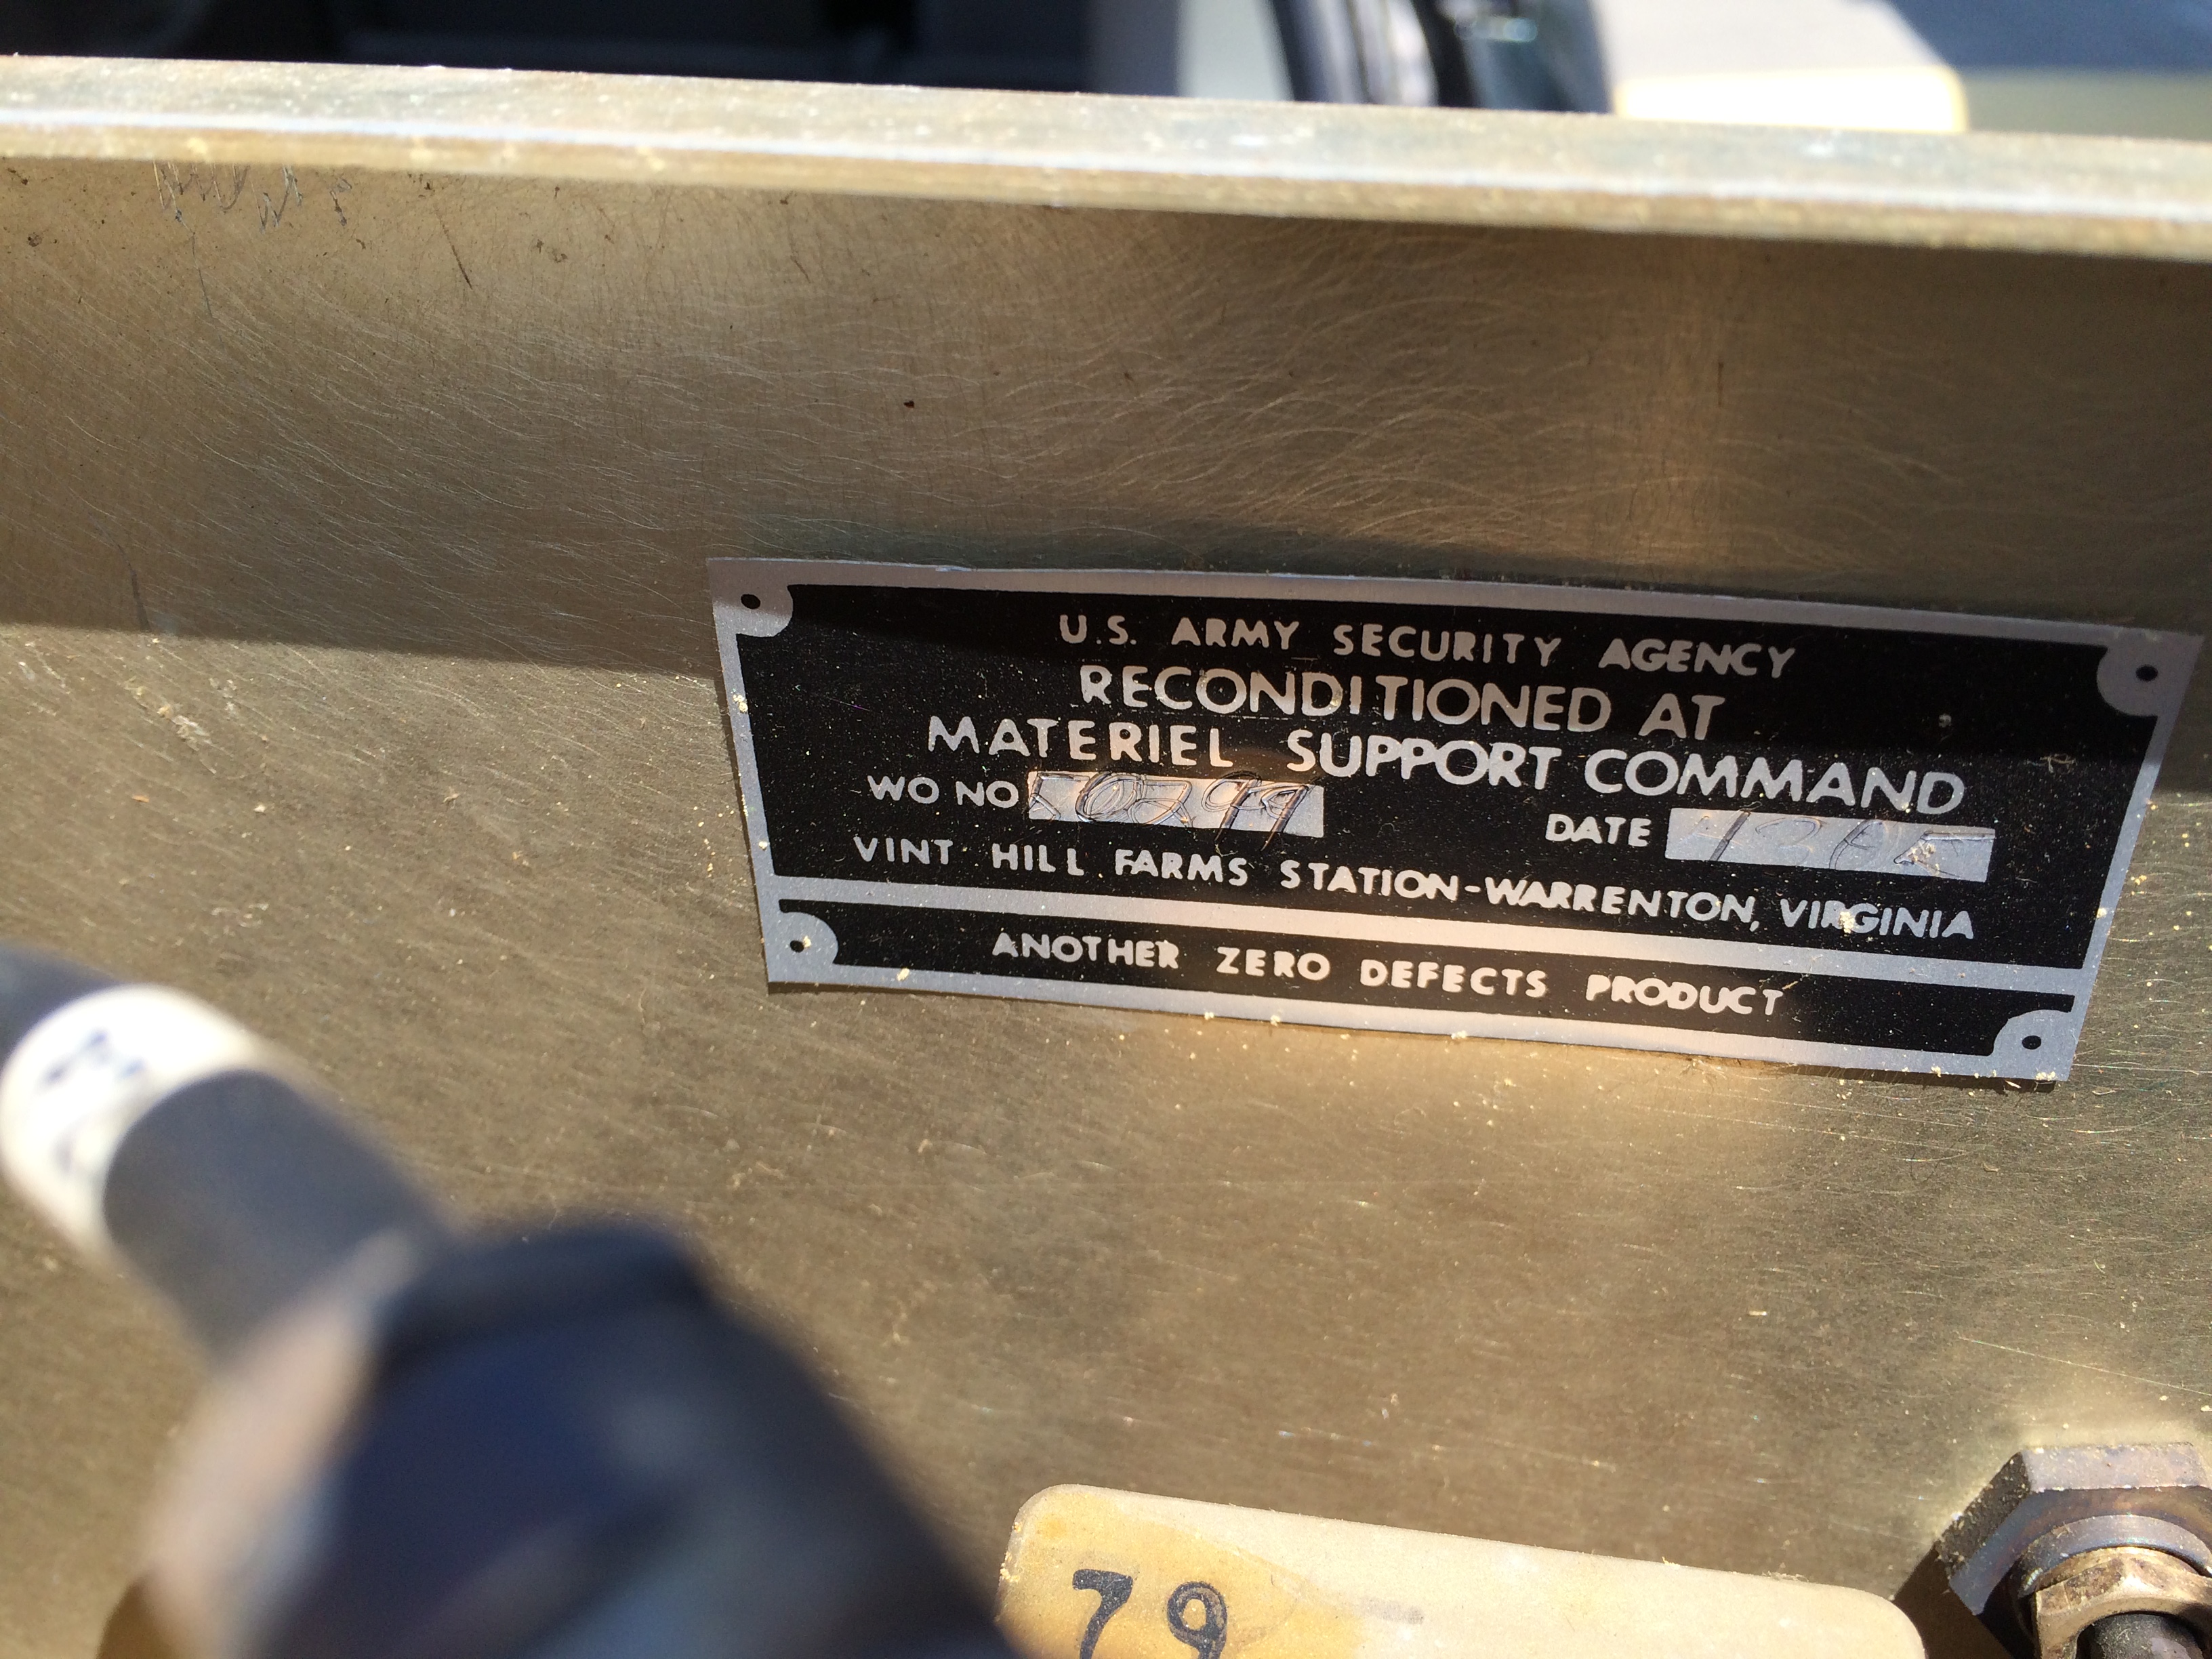 U.S. ARMY SECURITY AGENCY
RECONDITIONED AT
MATERIEL SUPPORT COMMAND
WO NO DATE
VINT HILL FARMS STATION-WARRENTON, VIRGINIA
ANOTHER ZERO DEFECTS PRODUCT
79